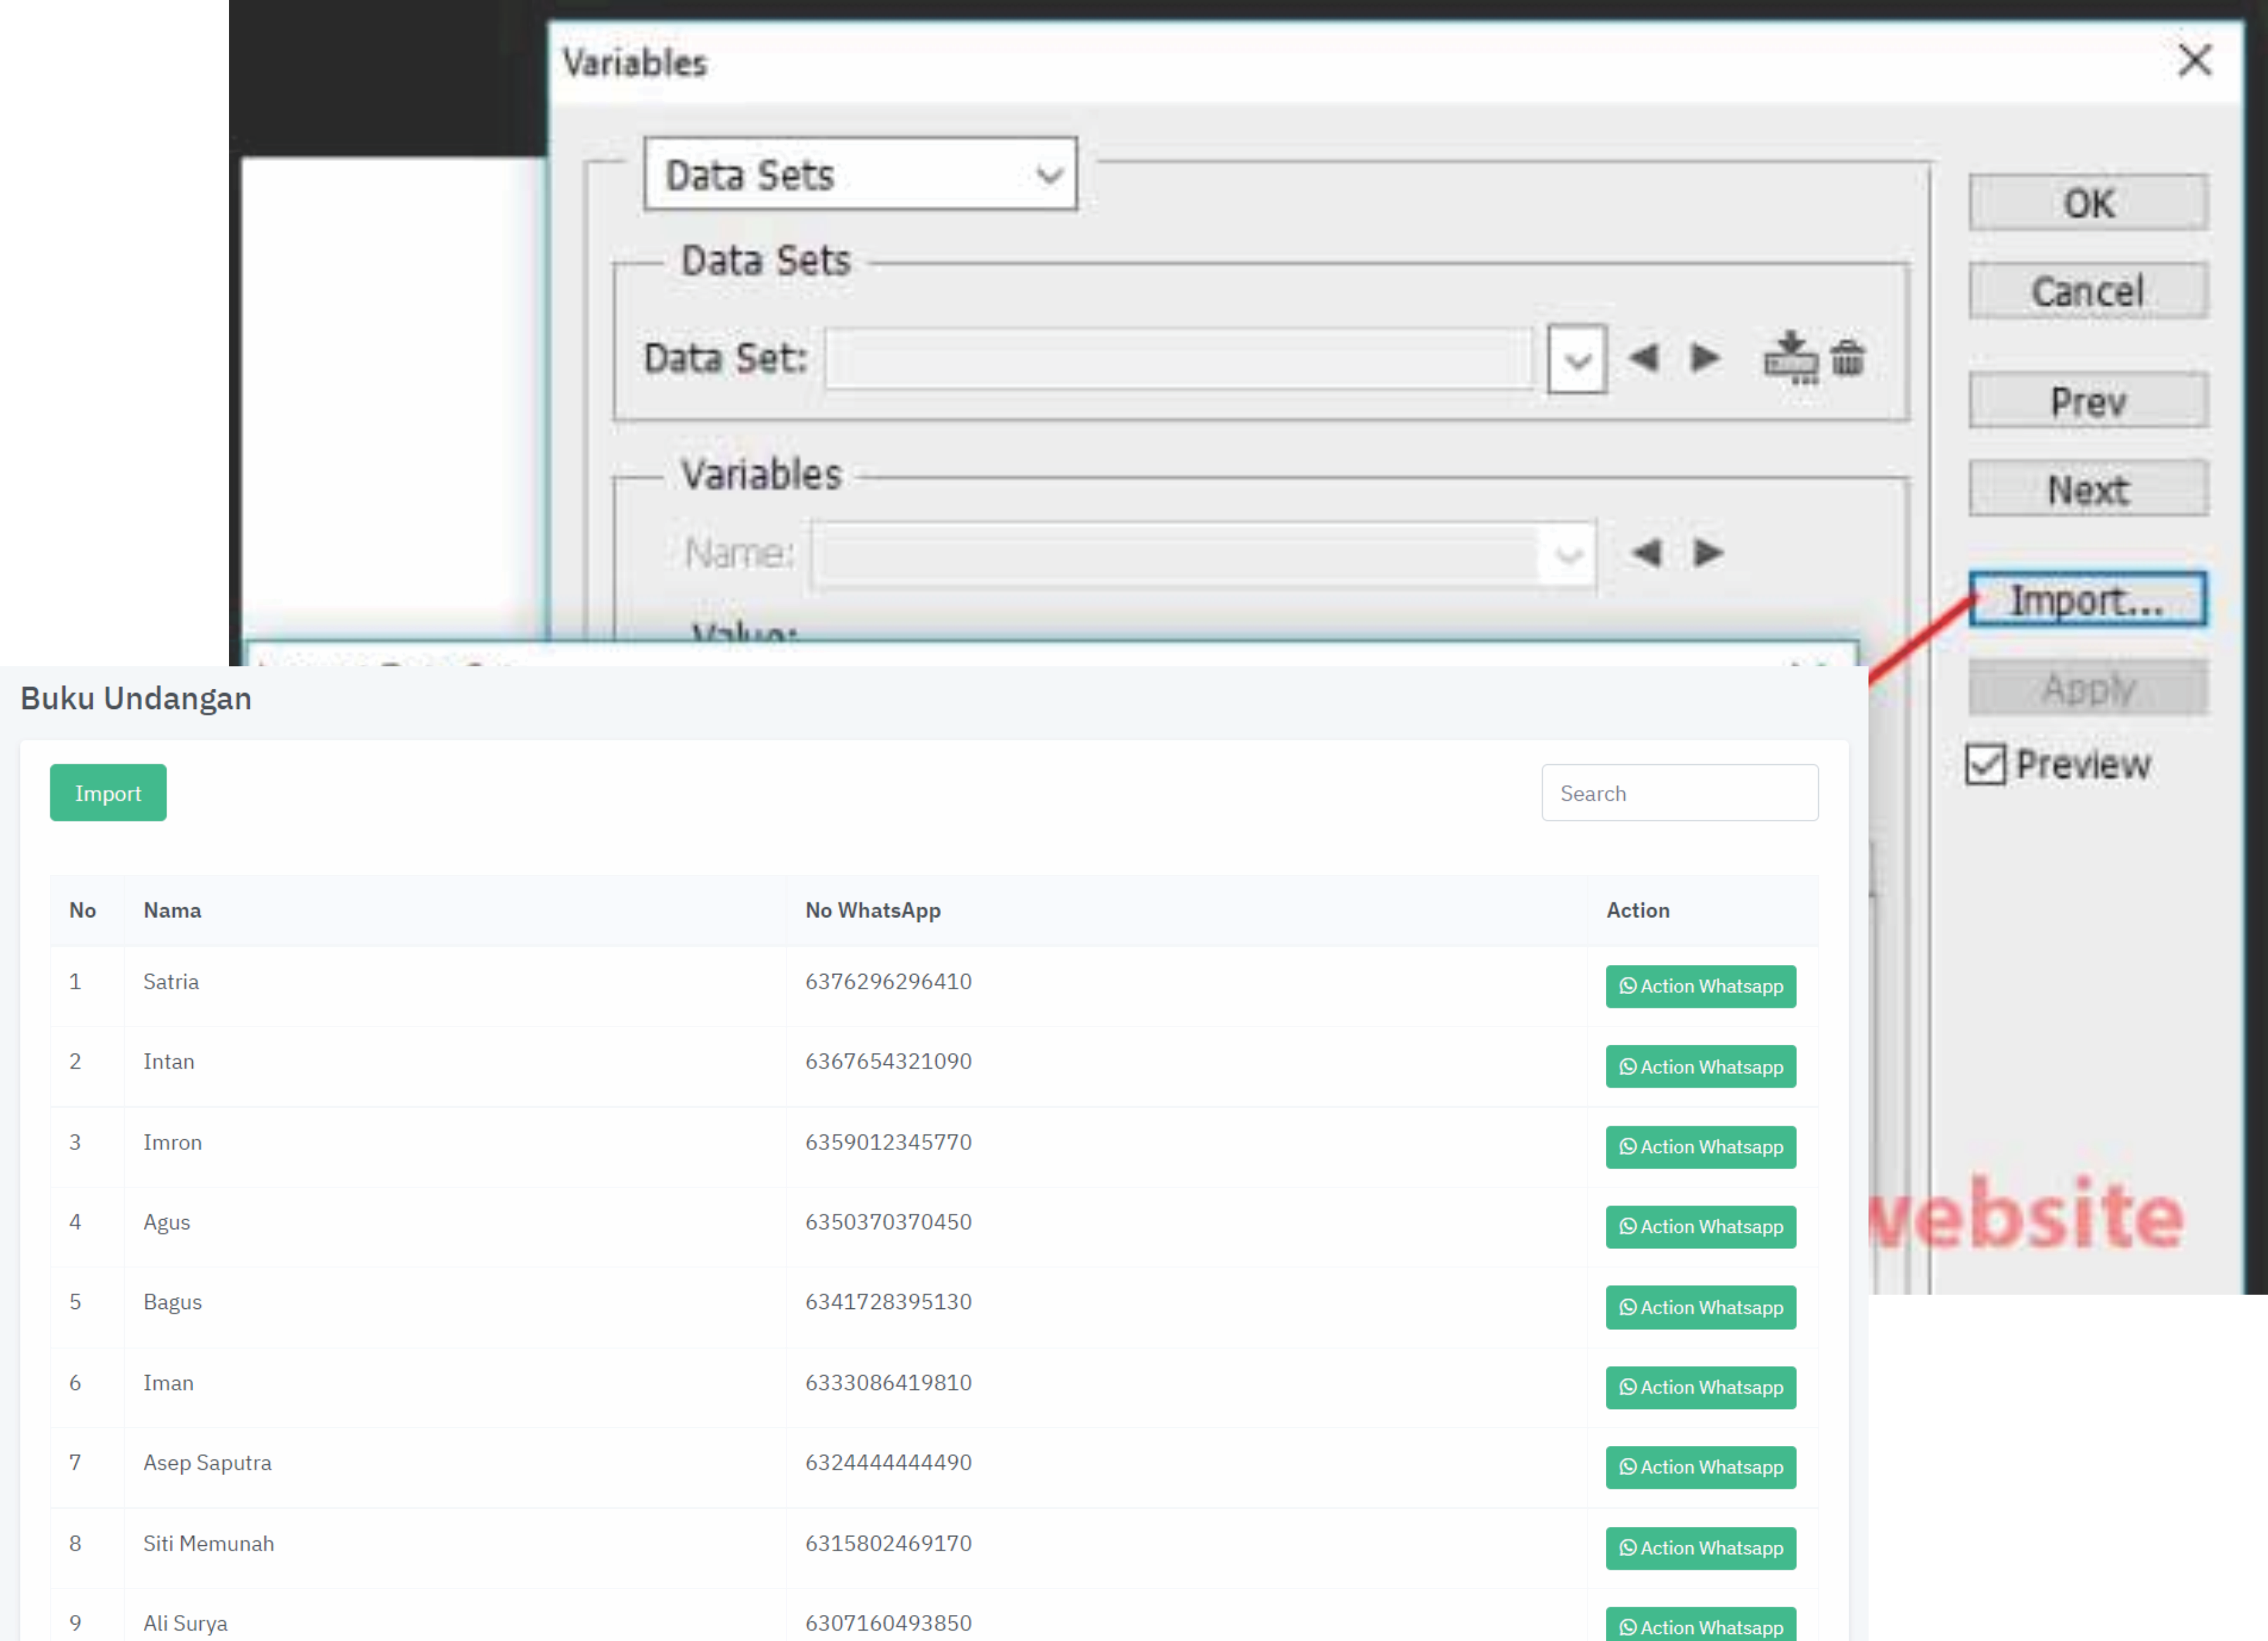 Variables
Data Sets
OK
Data Sets
Cancel
Data Set:
Prev
Variables
Next
Name:
Import...
Value:
Apply
Preview
website
Buku Undangan
Import
Search
No Nama No WhatsApp Action
1 Satria 6376296296410 Action Whatsapp
2 Intan 6367654321090 Action Whatsapp
3 Imron 6359012345770 Action Whatsapp
4 Agus 6350370370450 Action Whatsapp
5 Bagus 6341728395130 Action Whatsapp
6 Iman 6333086419810 Action Whatsapp
7 Asep Saputra 6324444444490 Action Whatsapp
8 Siti Memunah 6315802469170 Action Whatsapp
9 Ali Surya 6307160493850 Action Whatsapp